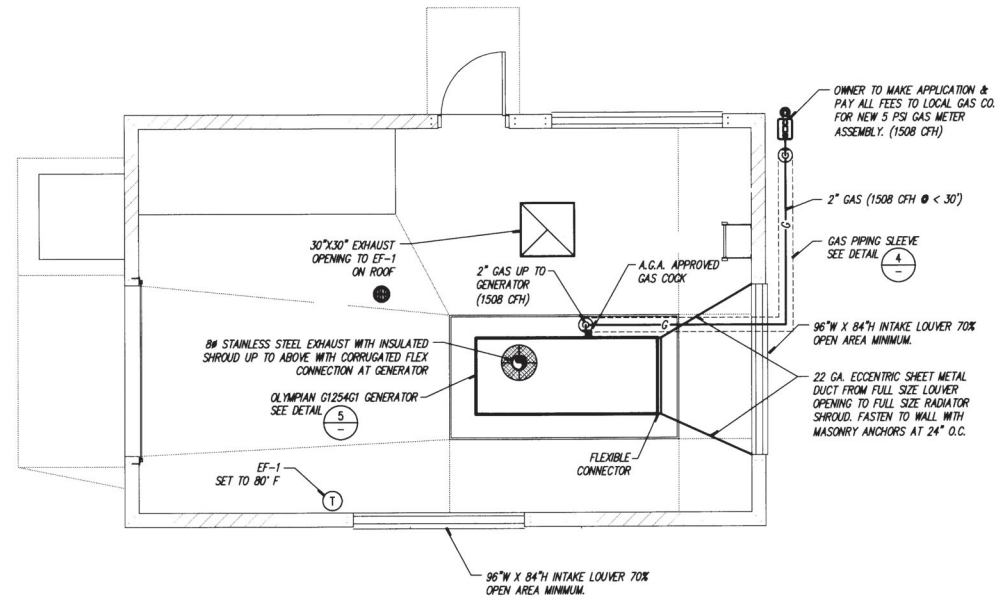 OWNER TO MAKE APPLICATION &
PAY ALL FEES TO LOCAL GAS CO.
FOR NEW 5 PSI GAS METER
ASSEMBLY. (1508 CFH)
2" GAS (1508 CFH @ < 30')
G
GAS PIPING SLEEVE
SEE DETAIL
4
-
30"X30" EXHAUST
OPENING TO EF-1
ON ROOF
2" GAS UP TO
GENERATOR
(1508 CFH)
A.G.A. APPROVED
GAS COCK
G
96"W X 84"H INTAKE LOUVER 70%
OPEN AREA MINIMUM.
8ø STAINLESS STEEL EXHAUST WITH INSULATED
SHROUD UP TO ABOVE WITH CORRUGATED FLEX
CONNECTION AT GENERATOR
22 GA. ECCENTRIC SHEET METAL
DUCT FROM FULL SIZE LOUVER
OPENING TO FULL SIZE RADIATOR
SHROUD. FASTEN TO WALL WITH
MASONRY ANCHORS AT 24" O.C.
OLYMPIAN G1254G1 GENERATOR
SEE DETAIL
5
-
FLEXIBLE
CONNECTOR
EF-1
SET TO 80° F
T
96"W X 84"H INTAKE LOUVER 70%
OPEN AREA MINIMUM.